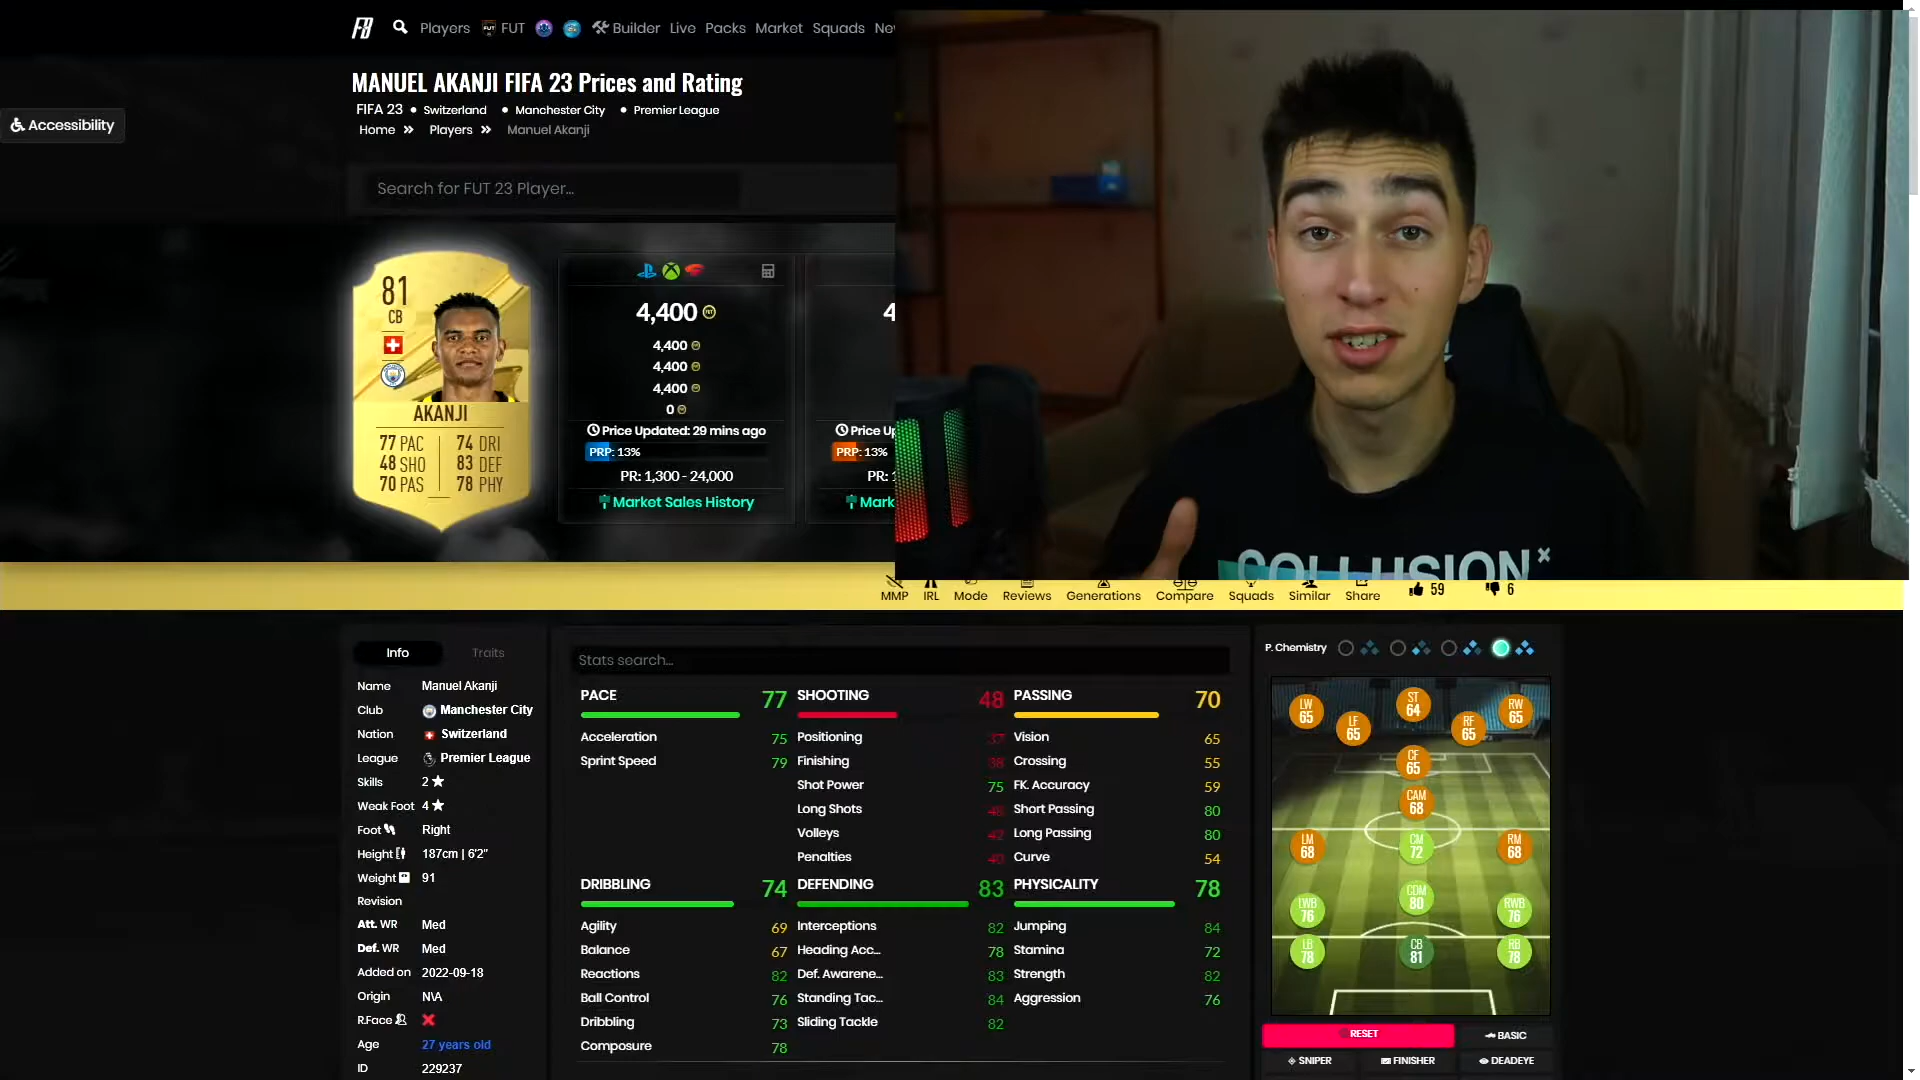 Players FUT Builder Live Packs Market Squads
MANUEL AKANJI FIFA 23 Prices and Rating
FIFA 23 • Switzerland • Manchester City • Premier League
Accessibility
Home » Players » Manuel Akanji
Search for FUT 23 Player...
81
CB
AKANJI
77 PAC 74 DRI
48 SHO 83 DEF
70 PAS 78 PHY
4,400
4,400
4,400
4,400
0
Price Updated: 29 mins ago
PRP: 13%
PR: 1,300 - 24,000
Market Sales History
PRP: 13%
PR:
COLLUSION x
MMP IRL Mode Reviews Generations Compare Squads Similar Share 59 6
Info Traits
Name Manuel Akanji
Club Manchester City
Nation Switzerland
League Premier League
Skills 2 ★
Weak Foot 4 ★
Foot Right
Height 187cm | 6'2"
Weight 91
Revision
Att. WR Med
Def. WR Med
Added on 2022-09-18
Origin N\A
R.Face
Age 27 years old
ID 229237
Stats search...
PACE 77
Acceleration 75
Sprint Speed 79
SHOOTING 48
Positioning 37
Finishing 38
Shot Power 75
Long Shots 48
Volleys 42
Penalties 40
PASSING 70
Vision 65
Crossing 55
FK. Accuracy 59
Short Passing 80
Long Passing 80
Curve 54
DRIBBLING 74
Agility 69
Balance 67
Reactions 82
Ball Control 76
Dribbling 73
Composure 78
DEFENDING 83
Interceptions 82
Heading Acc... 78
Def. Awarene... 83
Standing Tac... 84
Sliding Tackle 82
PHYSICALITY 78
Jumping 84
Stamina 72
Strength 82
Aggression 76
P. Chemistry
LW 65
ST 64
RW 65
LF 65
RF 65
CF 65
CAM 68
LM 68
CM 72
RM 68
LWB 76
CDM 80
RWB 76
LB 78
CB 81
RB 78
RESET BASIC
SNIPER FINISHER DEADEYE